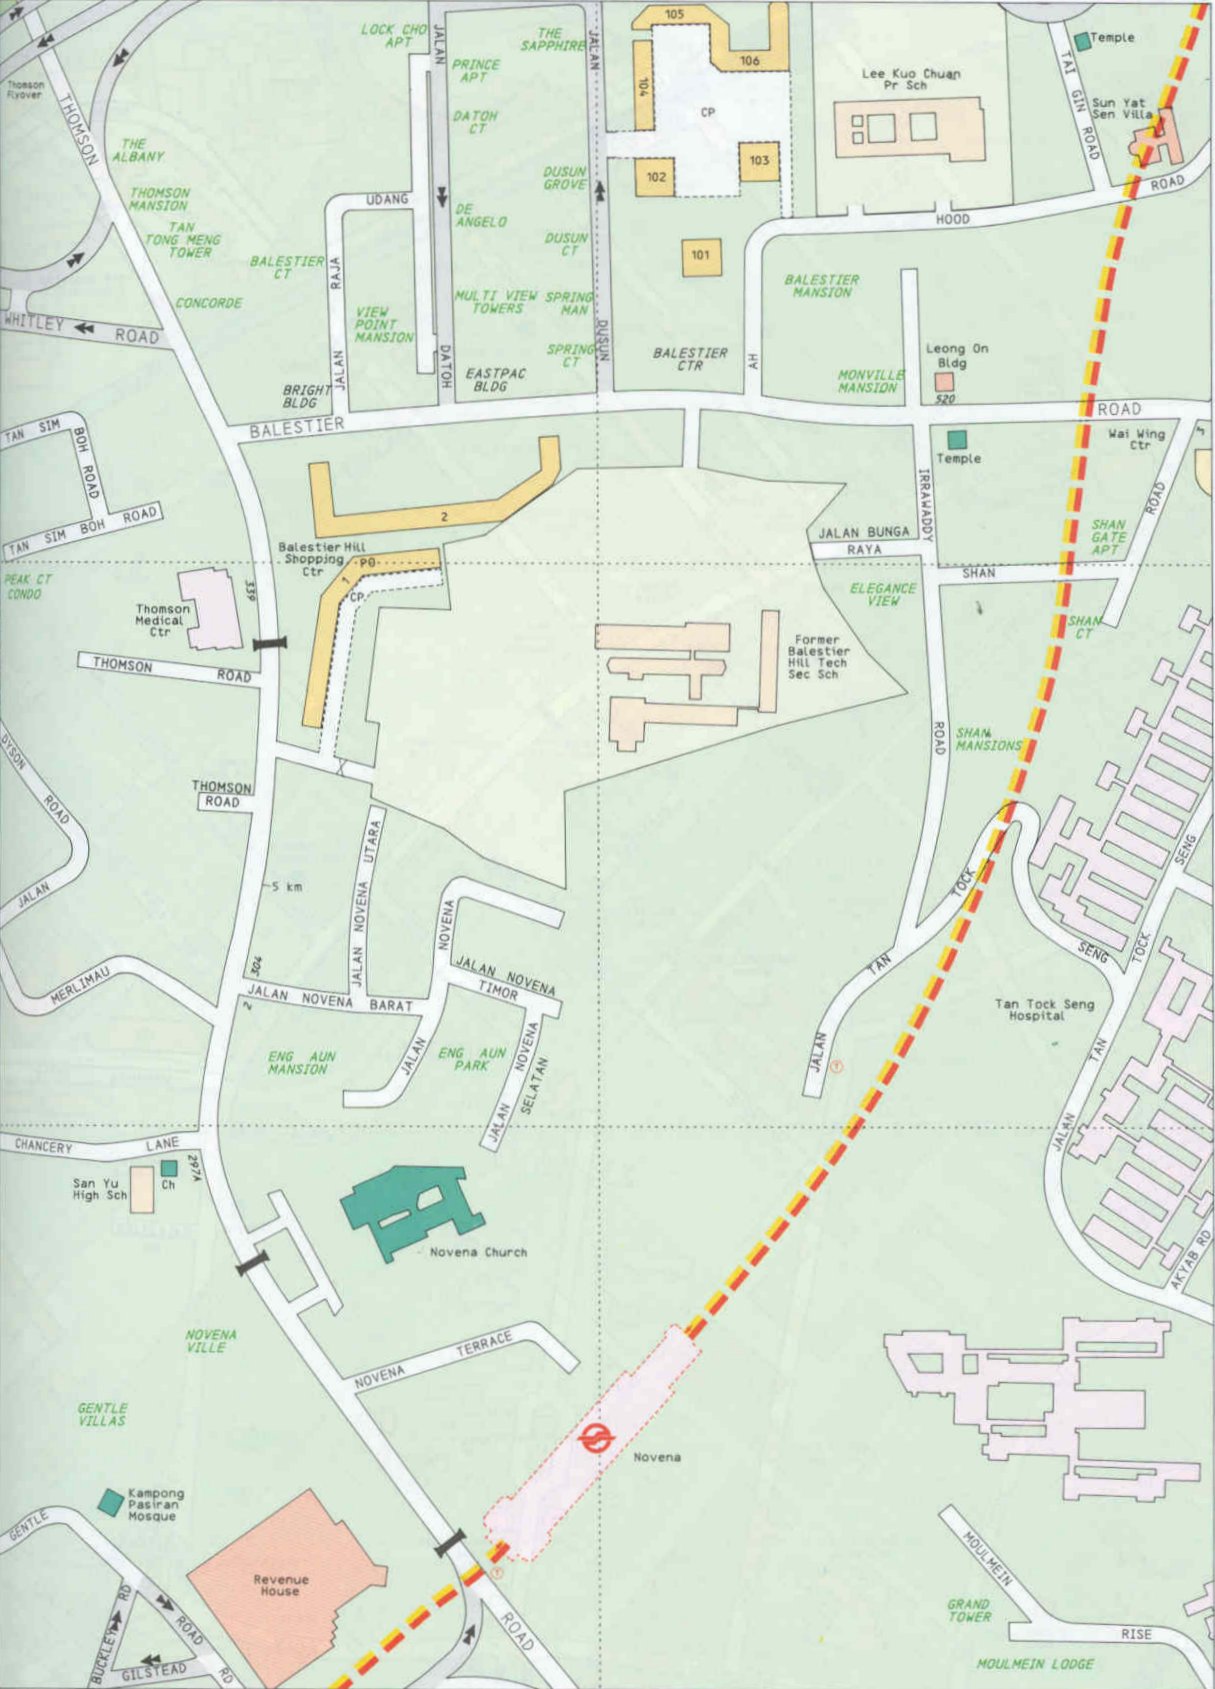 LOCK CHO
APT
JALAN
THE
SAPPHIRE
JALAN
105
106
104
CP
Lee Kuo Chuan
Pr Sch
TAI GIN ROAD
Temple
Sun Yat
Sen Villa
Thomson
Flyover
THOMSON
PRINCE
APT
DATOH
CT
THE
ALBANY
THOMSON
MANSION
TAN
TONG MENG
TOWER
UDANG
DE
ANGELO
DUSUN
GROVE
102
103
ROAD
HOOD
DUSUN
CT
101
BALESTIER
CT
RAJA
CONCORDE
MULTI VIEW
TOWERS
SPRING
MAN
BALESTIER
MANSION
VIEW
POINT
MANSION
WHITLEY ROAD
JALAN
DATOH
DUSUN
SPRING
CT
BALESTIER
CTR
AH
Leong On
Bldg
520
EASTPAC
BLDG
MONVILLE
MANSION
BRIGHT
BLDG
BALESTIER
ROAD
TAN SIM
BOH ROAD
Temple
Wai Wing
Ctr
3
IRRAWADDY
ROAD
2
TAN SIM BOH ROAD
JALAN BUNGA
RAYA
SHAN
GATE
APT
Balestier Hill
Shopping
Ctr
PO
1
CP
PEAK CT
CONDO
339
SHAN
ELEGANCE
VIEW
Thomson
Medical
Ctr
SHAN
CT
Former
Balestier
Hill Tech
Sec Sch
THOMSON ROAD
ROAD
SHAN
MANSIONS
DYSON
ROAD
THOMSON
ROAD
JALAN NOVENA UTARA
5 km
JALAN
TOCK
SENG
NOVENA
SENG
TOCK
TAN
304
2
MERLIMAU
JALAN NOVENA BARAT
JALAN NOVENA
TIMOR
Tan Tock Seng
Hospital
JALAN
T
TAN
JALAN
ENG AUN
MANSION
JALAN
ENG AUN
PARK
JALAN NOVENA
SELATAN
CHANCERY LANE
297A
San Yu
High Sch
Ch
Novena Church
AKYAB RD
NOVENA
VILLE
NOVENA TERRACE
GENTLE
VILLAS
Novena
Kampong
Pasiran
Mosque
GENTLE
ROAD
T
Revenue
House
MOULMEIN
RISE
GRAND
TOWER
MOULMEIN LODGE
BUCKLEY RD
GILSTEAD
RD
ROAD